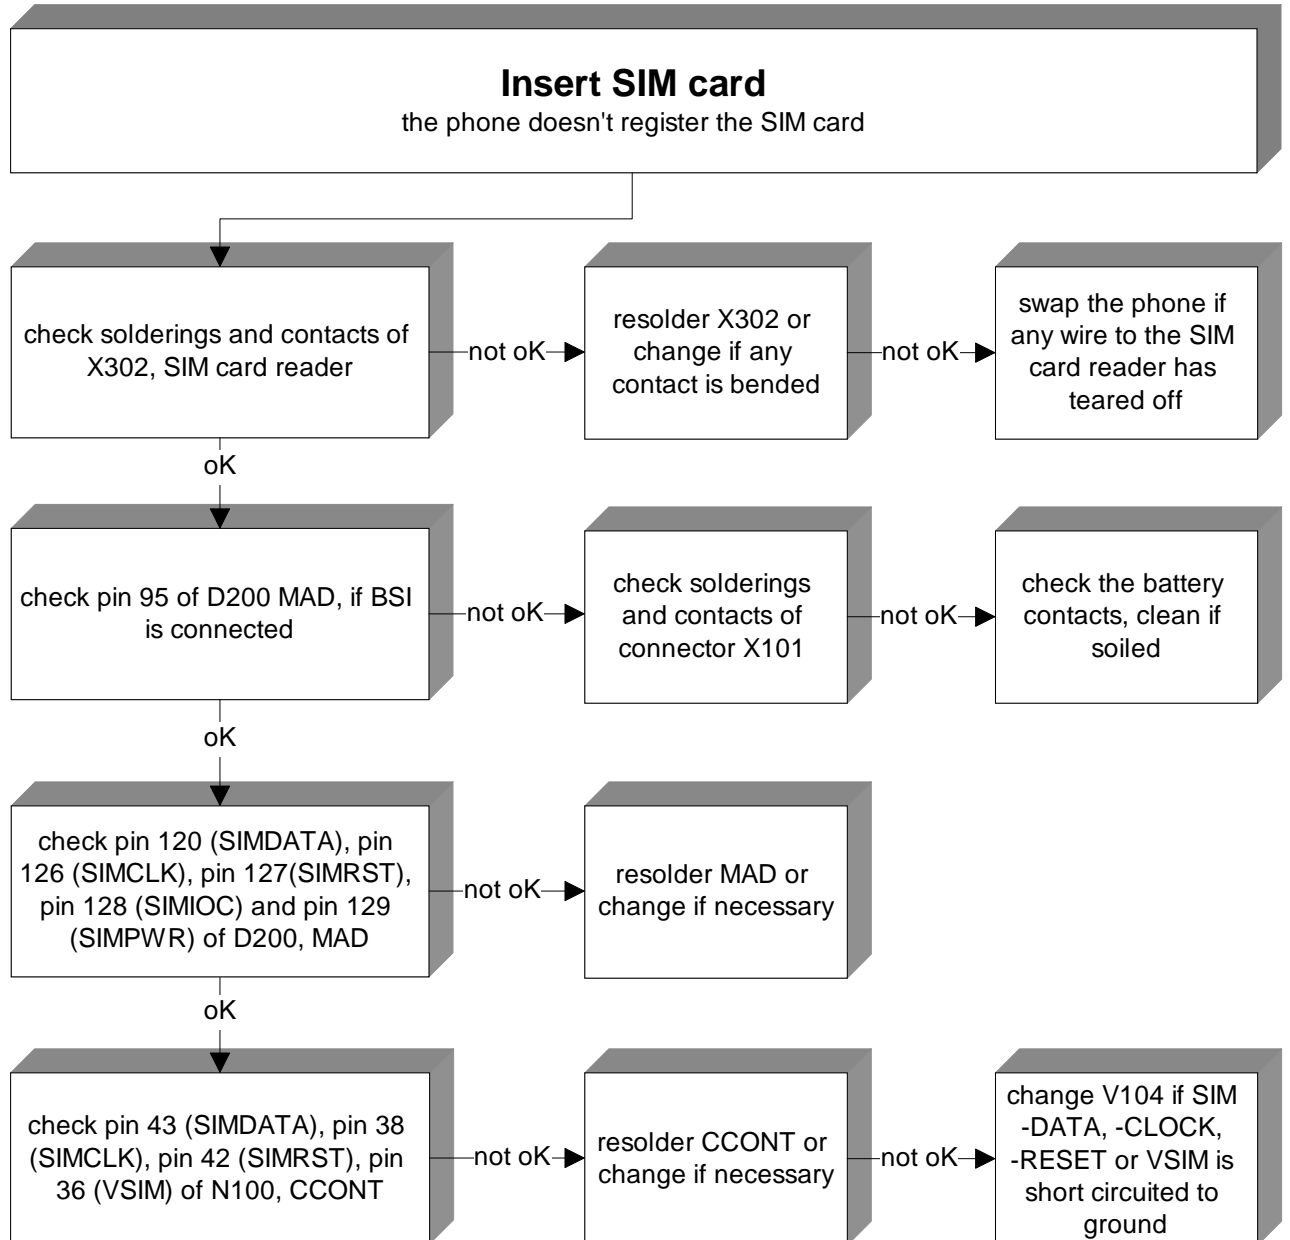 Insert SIM card
the phone doesn't register the SIM card
check solderings and contacts of
X302, SIM card reader
not oK
resolder X302 or
change if any
contact is bended
not oK
swap the phone if
any wire to the SIM
card reader has
teared off
oK
check pin 95 of D200 MAD, if BSI
is connected
not oK
check solderings
and contacts of
connector X101
not oK
check the battery
contacts, clean if
soiled
oK
check pin 120 (SIMDATA), pin
126 (SIMCLK), pin 127(SIMRST),
pin 128 (SIMIOC) and pin 129
(SIMPWR) of D200, MAD
not oK
resolder MAD or
change if necessary
oK
check pin 43 (SIMDATA), pin 38
(SIMCLK), pin 42 (SIMRST), pin
36 (VSIM) of N100, CCONT
not oK
resolder CCONT or
change if necessary
not oK
change V104 if SIM
-DATA, -CLOCK,
-RESET or VSIM is
short circuited to
ground